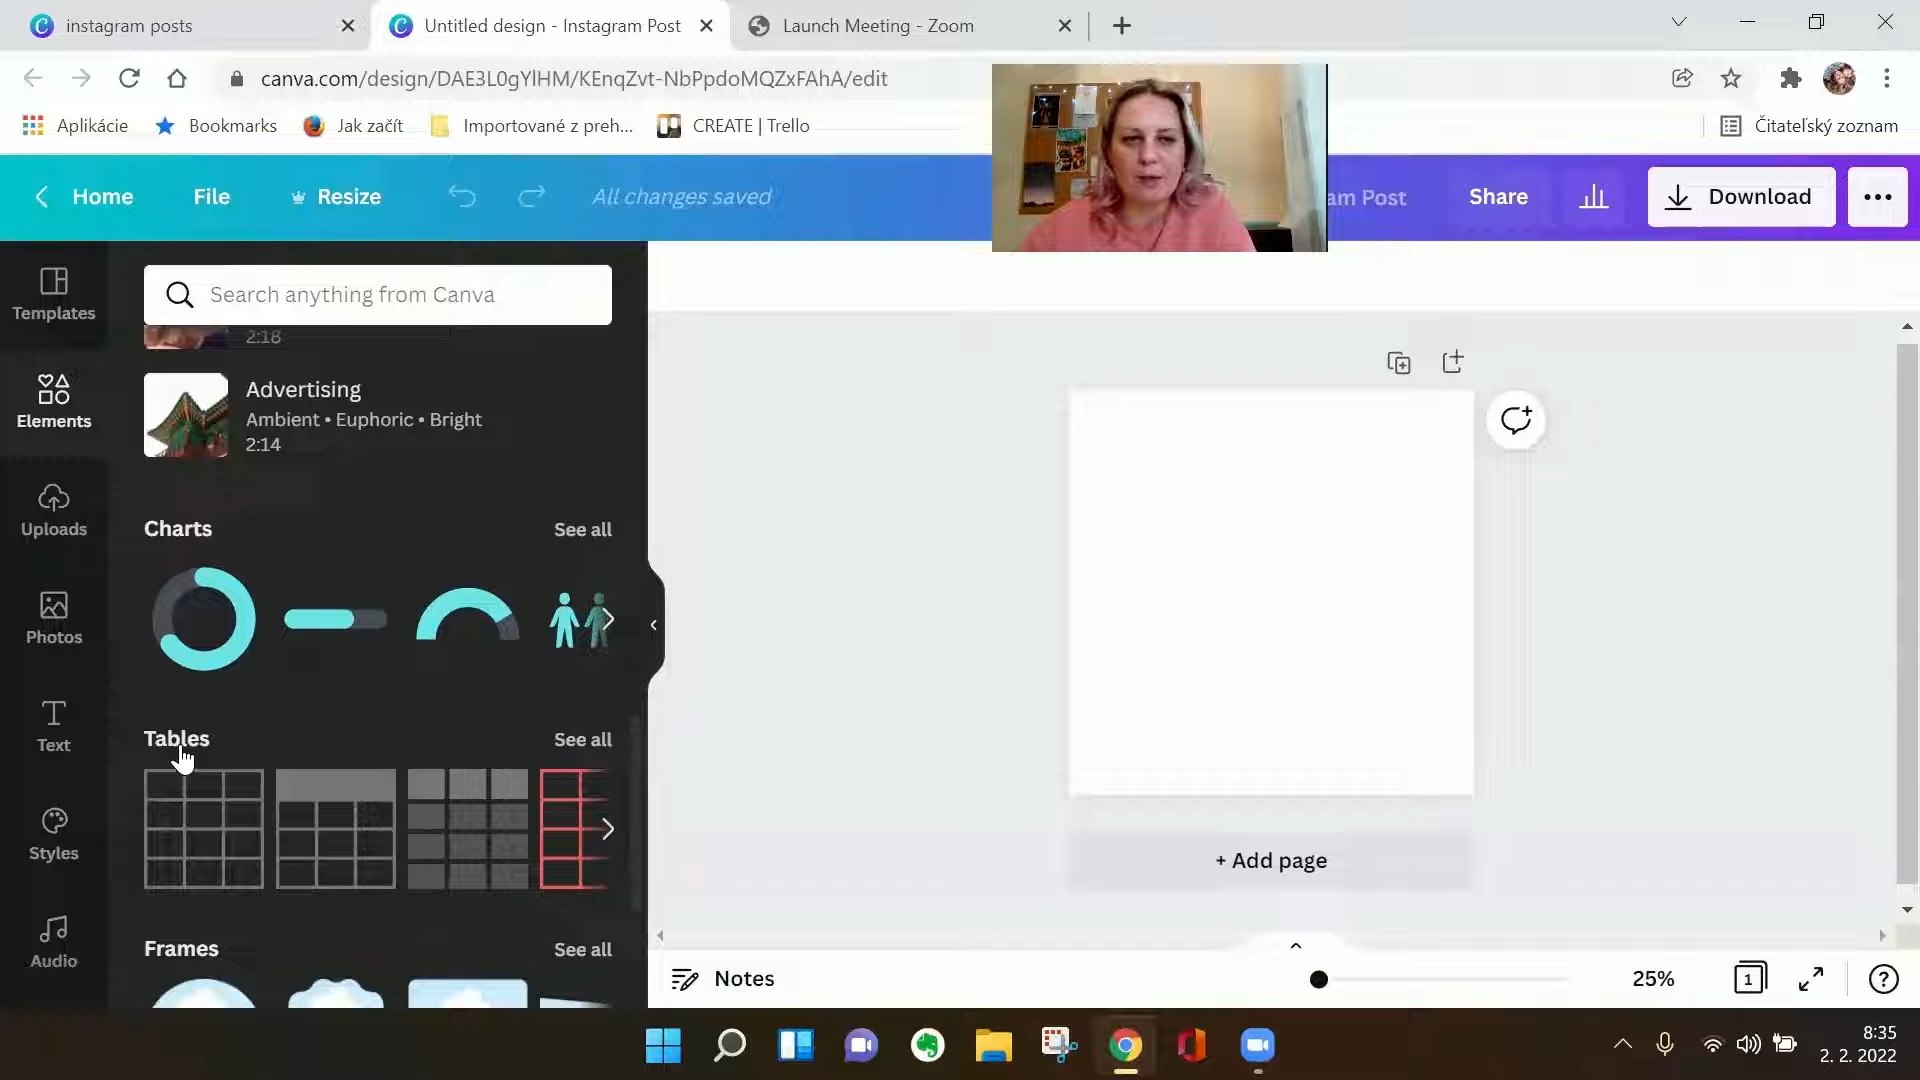 instagram posts
Untitled design - Instagram Post
Launch Meeting - Zoom
canva.com/design/DAE3L0gYlHM/KEnqZvt-NbPpdoMQZxFAhA/edit
Aplikácie
Bookmarks
Jak začít
Importované z preh...
CREATE | Trello
Čitateľský zoznam
Home
File
Resize
All changes saved
am Post
Share
Download
Templates
Elements
Uploads
Photos
Text
Styles
Audio
Search anything from Canva
2:18
Advertising
Ambient • Euphoric • Bright
2:14
Charts
See all
Tables
See all
Frames
See all
+ Add page
Notes
25%
1
8:35
2. 2. 2022